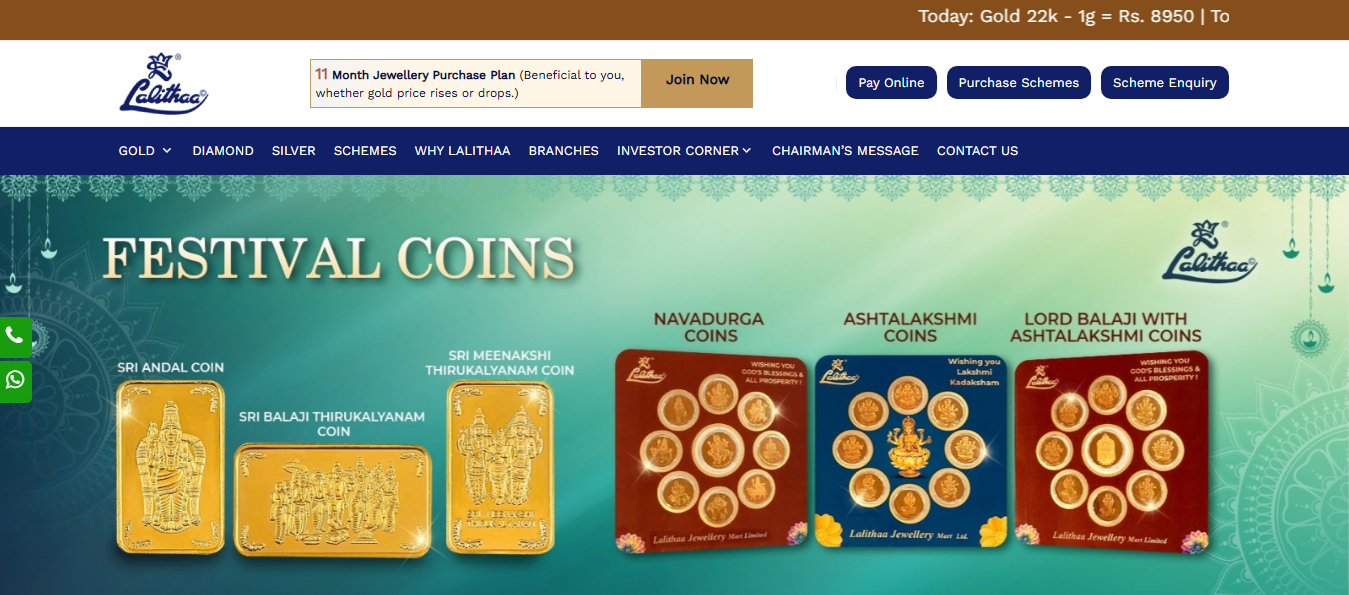 Today: Gold 22k - 1g = Rs. 8950 | To
Lalithaa
11 Month Jewellery Purchase Plan (Beneficial to you,
whether gold price rises or drops.)
Join Now
Pay Online
Purchase Schemes
Scheme Enquiry
GOLD
DIAMOND
SILVER
SCHEMES
WHY LALITHAA
BRANCHES
INVESTOR CORNER
CHAIRMAN'S MESSAGE
CONTACT US
FESTIVAL COINS
Lalithaa
SRI ANDAL COIN
SRI BALAJI THIRUKALYANAM
COIN
SRI MEENAKSHI
THIRUKALYANAM COIN
SRI MEENAKSHI
THIRUKALYANAM
NAVADURGA
COINS
Lalithaa
WISHING YOU
GOD'S BLESSINGS &
ALL PROSPERITY !
Lalithaa Jewellery Mart Limited
ASHTALAKSHMI
COINS
Lalithaa
Wishing you
Lakshmi
Kadaksham
Lalithaa Jewellery Mart Ltd.
LORD BALAJI WITH
ASHTALAKSHMI COINS
Lalithaa
WISHING YOU
GOD'S BLESSINGS &
ALL PROSPERITY !
Lalithaa Jewellery Mart Limited